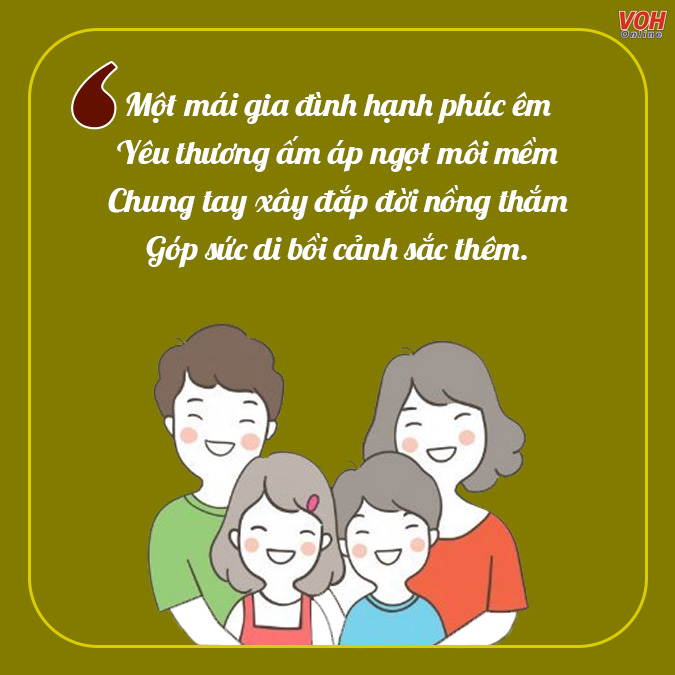 VOH
Online
Một mái gia đình hạnh phúc êm
Yêu thương ấm áp ngọt môi mềm
Chung tay xây đắp đời nồng thắm
Góp sức di bồi cảnh sắc thêm.